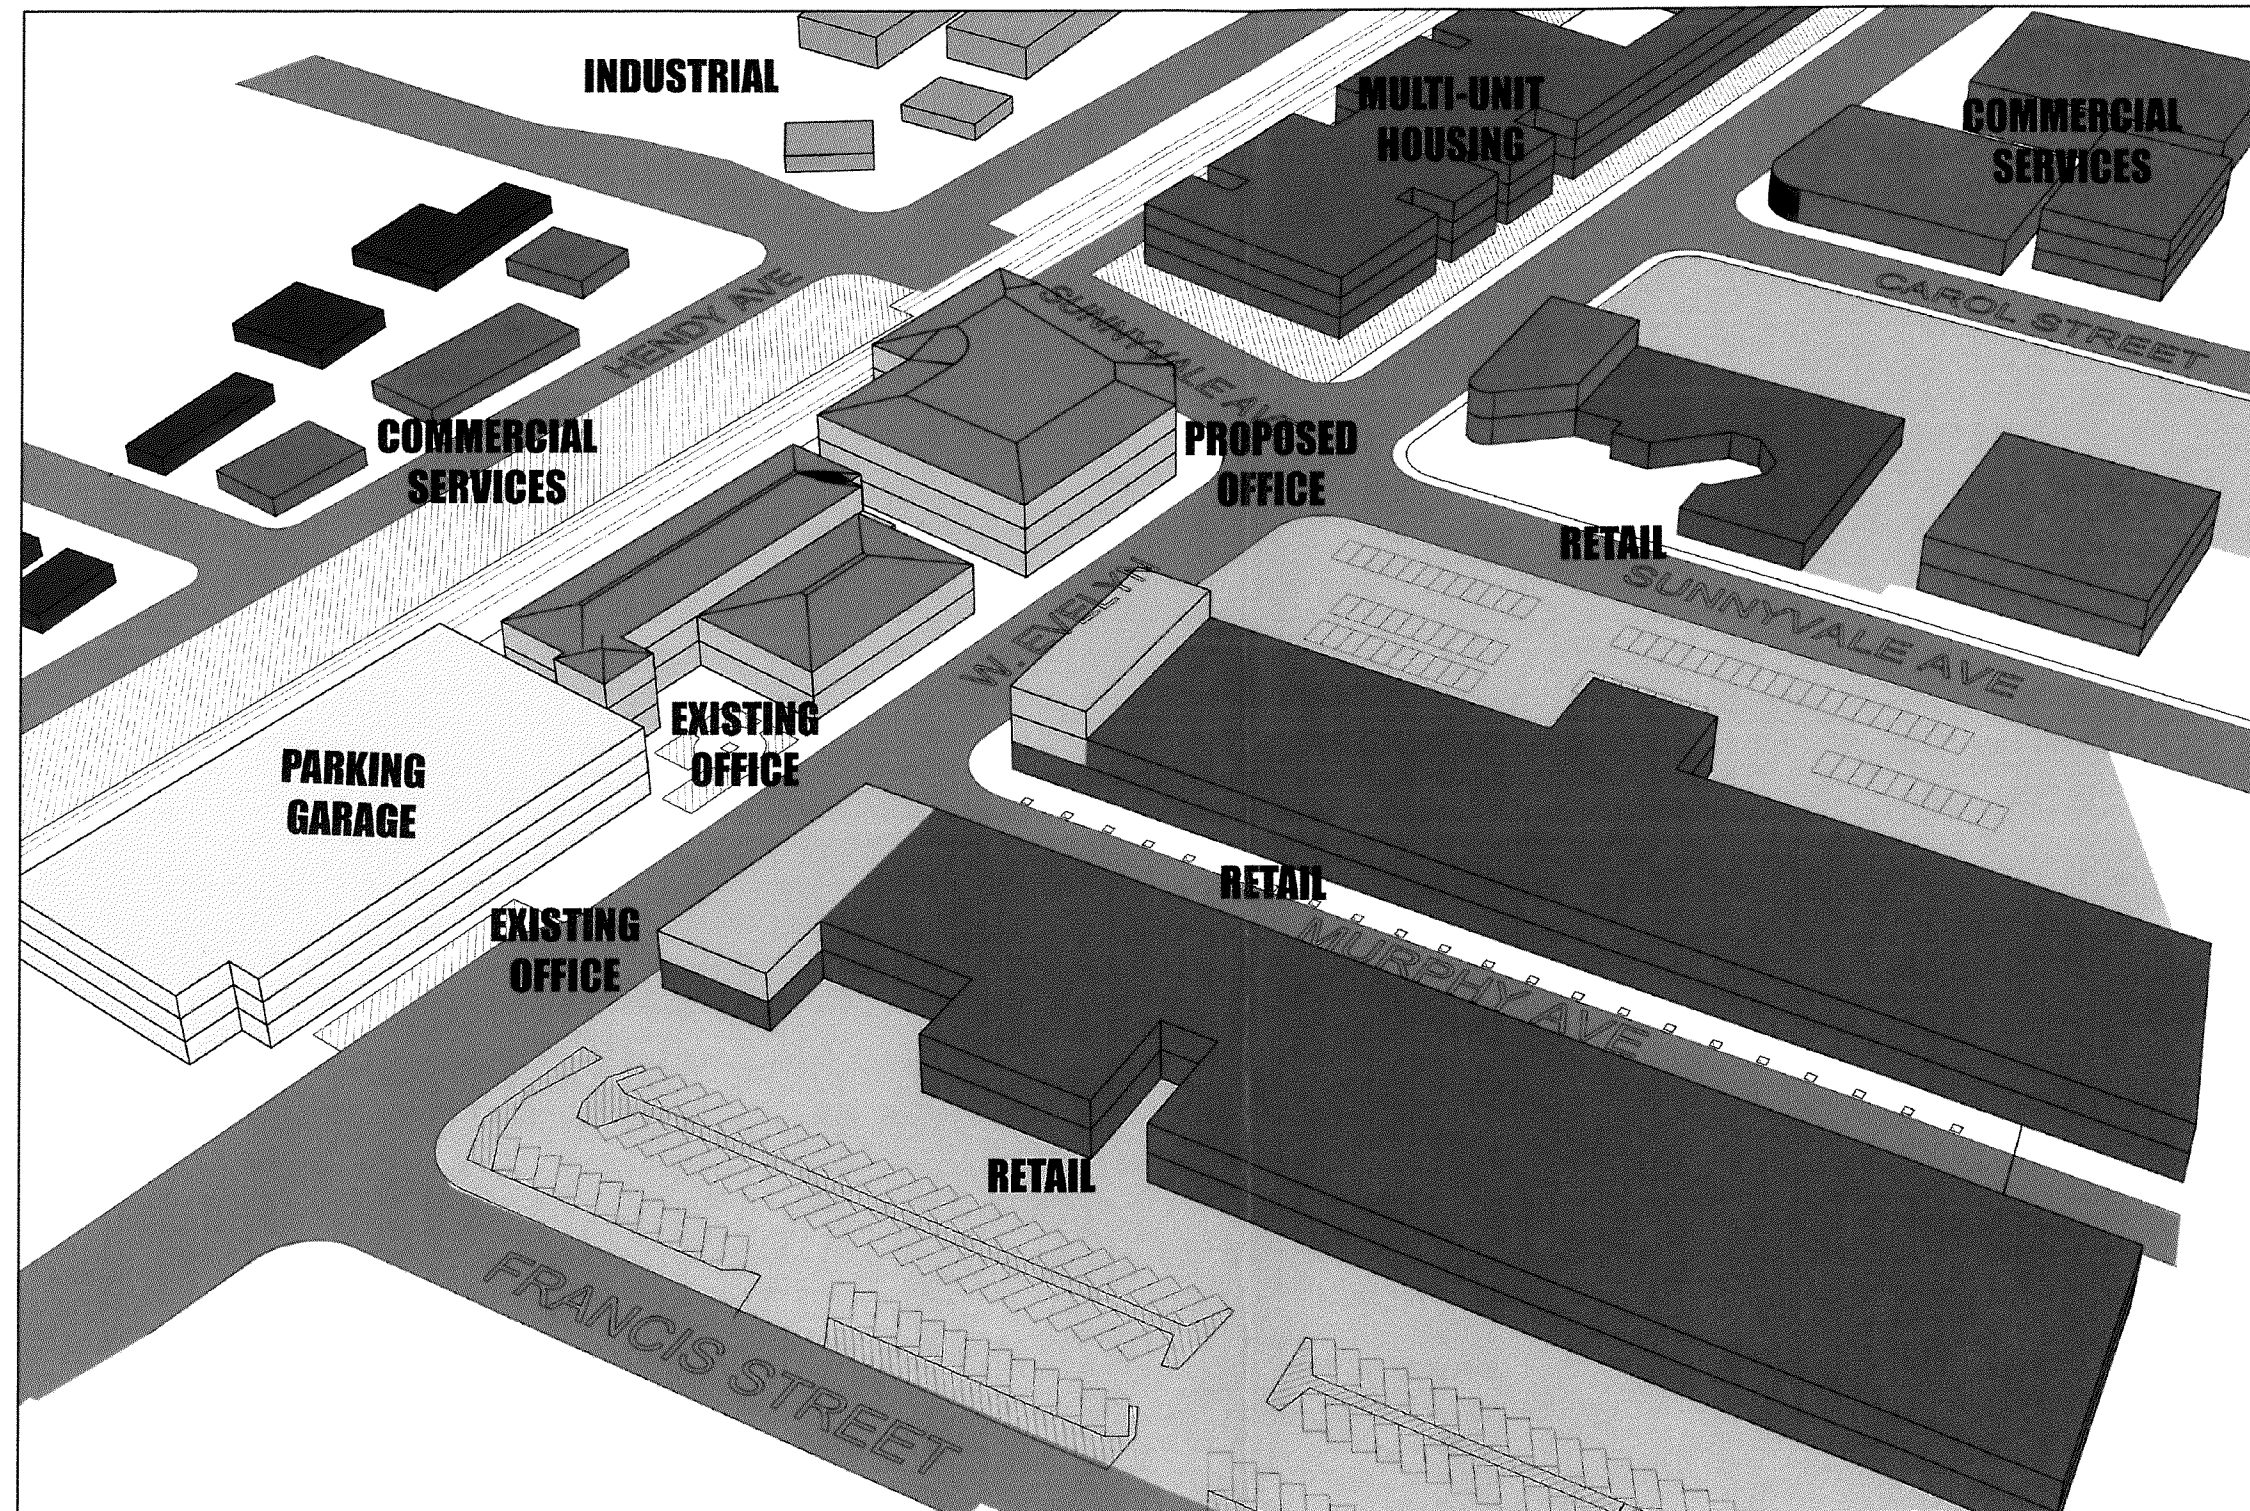 INDUSTRIAL
MULTI-UNIT
HOUSING
COMMERCIAL
SERVICES
CAROL STREET
HENDY AVE
SUNNYVALE AVE
COMMERCIAL
SERVICES
PROPOSED
OFFICE
RETAIL
SUNNYVALE AVE
W. EVELYN
EXISTING
OFFICE
PARKING
GARAGE
RETAIL
MURPHY AVE
EXISTING
OFFICE
RETAIL
FRANCIS STREET